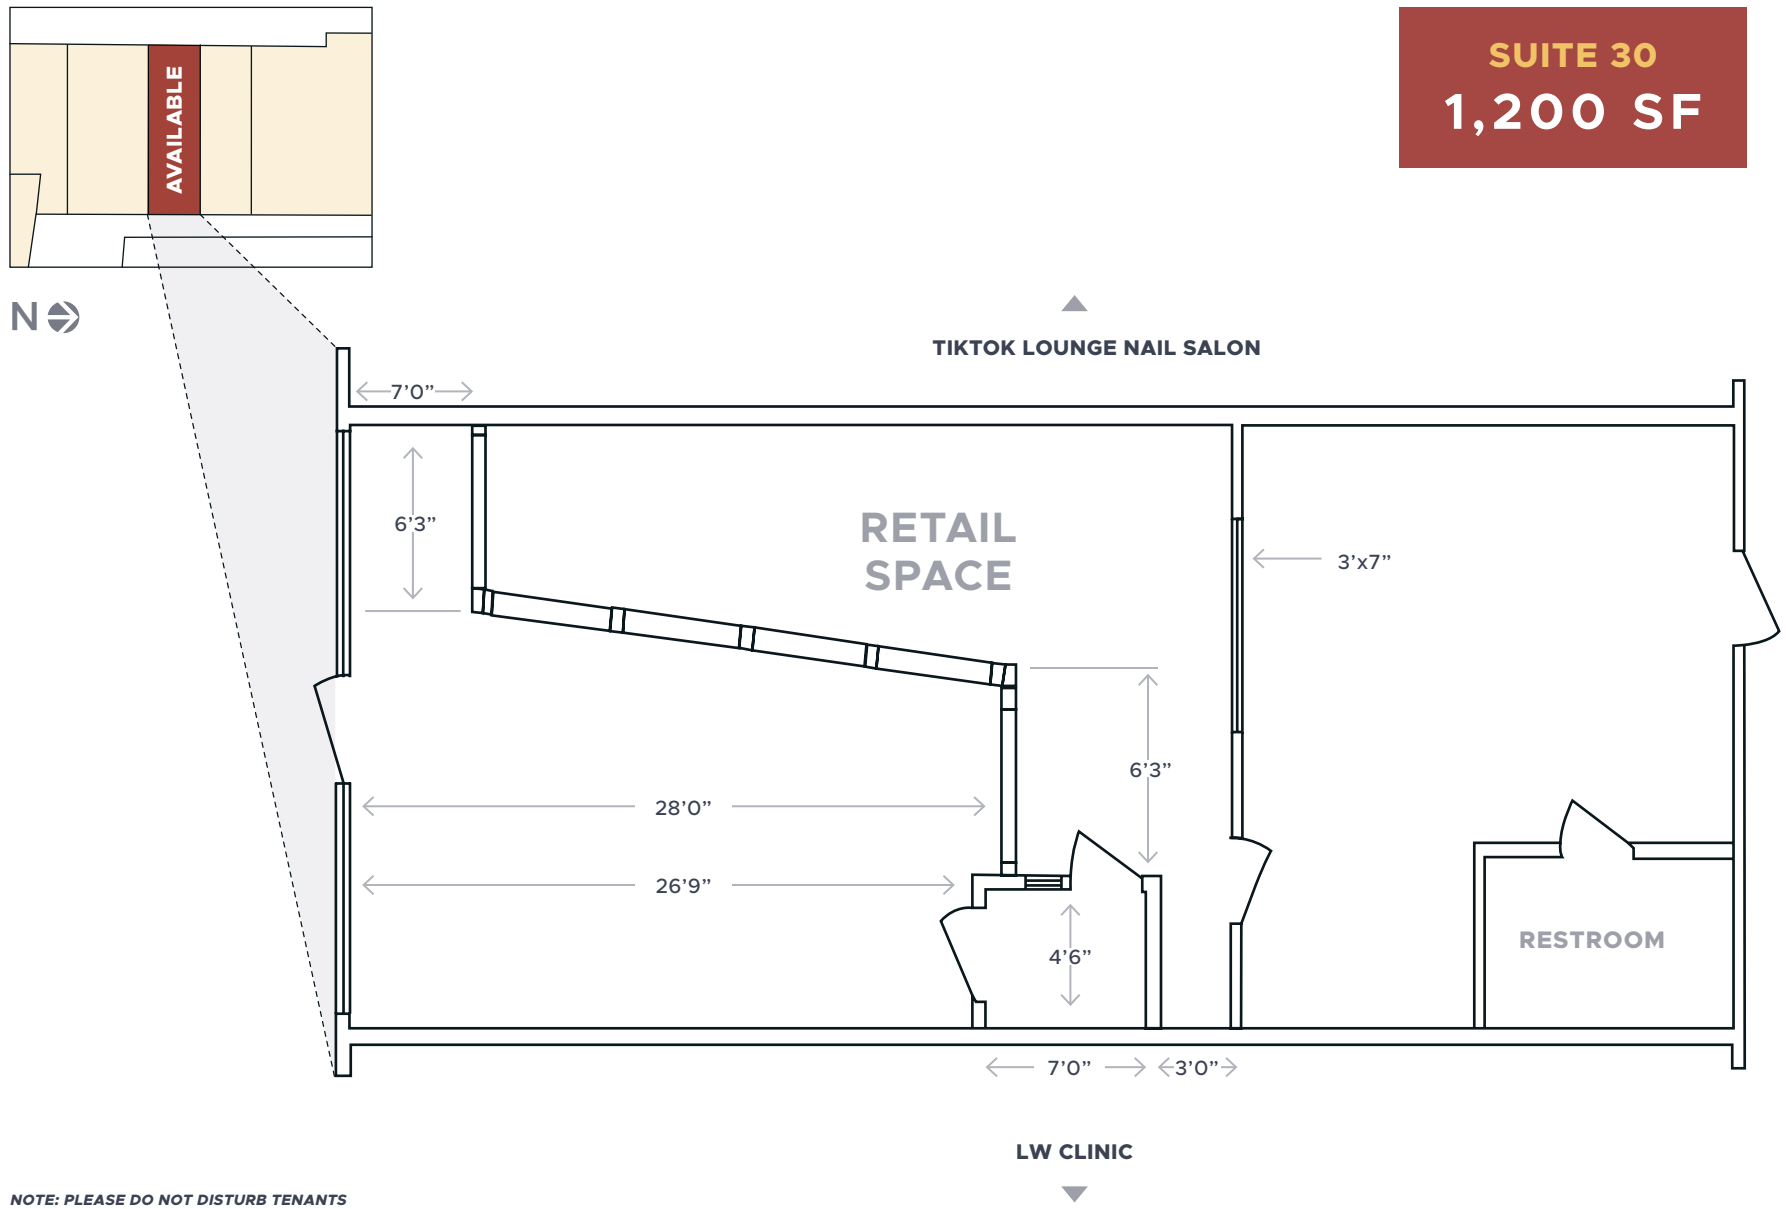 AVAILABLE
SUITE 30
1,200 SF
N
TIKTOK LOUNGE NAIL SALON
7’0”
6’3”
RETAIL
SPACE
3’x7”
6’3”
28’0”
26’9”
4’6”
RESTROOM
7’0”
3’0”
LW CLINIC
NOTE: PLEASE DO NOT DISTURB TENANTS